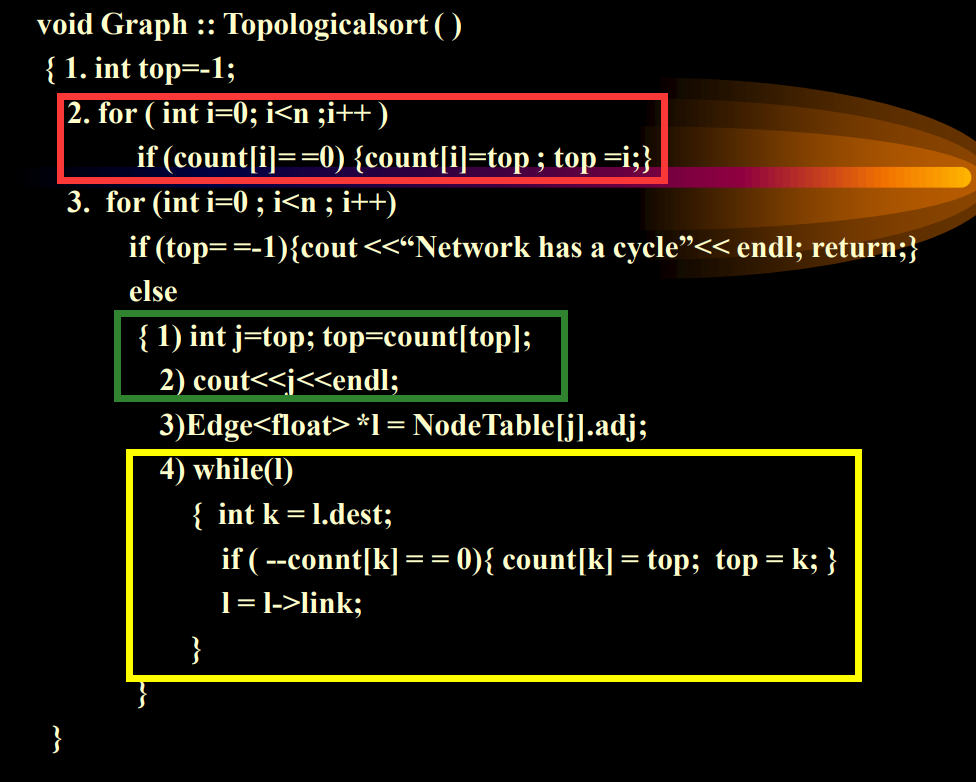 void Graph :: Topologicalsort ( )
{ 1. int top=-1;
2. for ( int i=0; i<n ;i++ )
if (count[i]= =0) {count[i]=top ; top =i;}
3. for (int i=0 ; i<n ; i++)
if (top= =-1){cout <<“Network has a cycle”<< endl; return;}
else
{ 1) int j=top; top=count[top];
2) cout<<j<<endl;
3)Edge<float> *l = NodeTable[j].adj;
4) while(l)
{ int k = l.dest;
if ( --connt[k] = = 0){ count[k] = top; top = k; }
l = l->link;
}
}
}